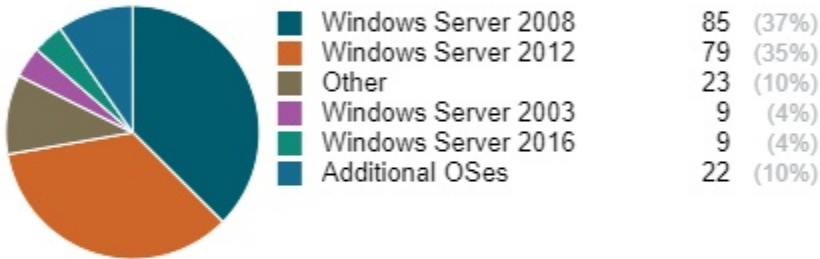 Windows Server 2008 85 (37%)
Windows Server 2012 79 (35%)
Other 23 (10%)
Windows Server 2003 9 (4%)
Windows Server 2016 9 (4%)
Additional OSes 22 (10%)